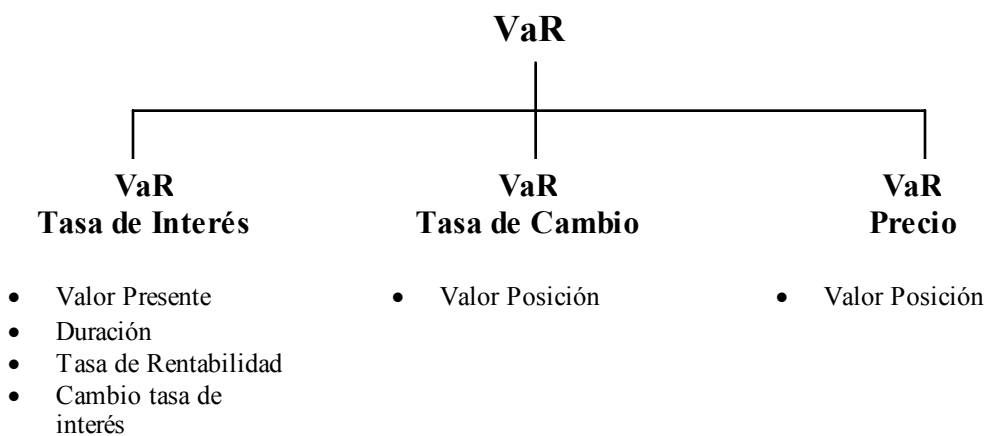 VaR
VaR
Tasa de Interés
VaR
Tasa de Cambio
VaR
Precio
• Valor Presente
• Duración
• Tasa de Rentabilidad
• Cambio tasa de
interés
• Valor Posición
• Valor Posición